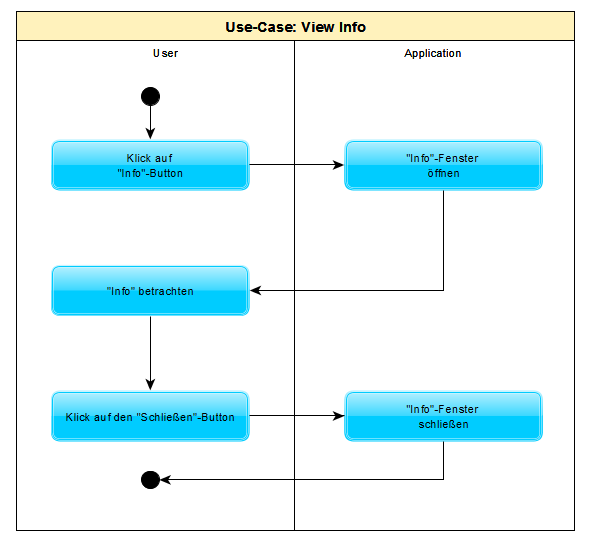 Use-Case: View Info
User
Application
Klick auf
"Info"-Button
"Info"-Fenster
öffnen
"Info" betrachten
Klick auf den "Schließen"-Button
"Info"-Fenster
schließen